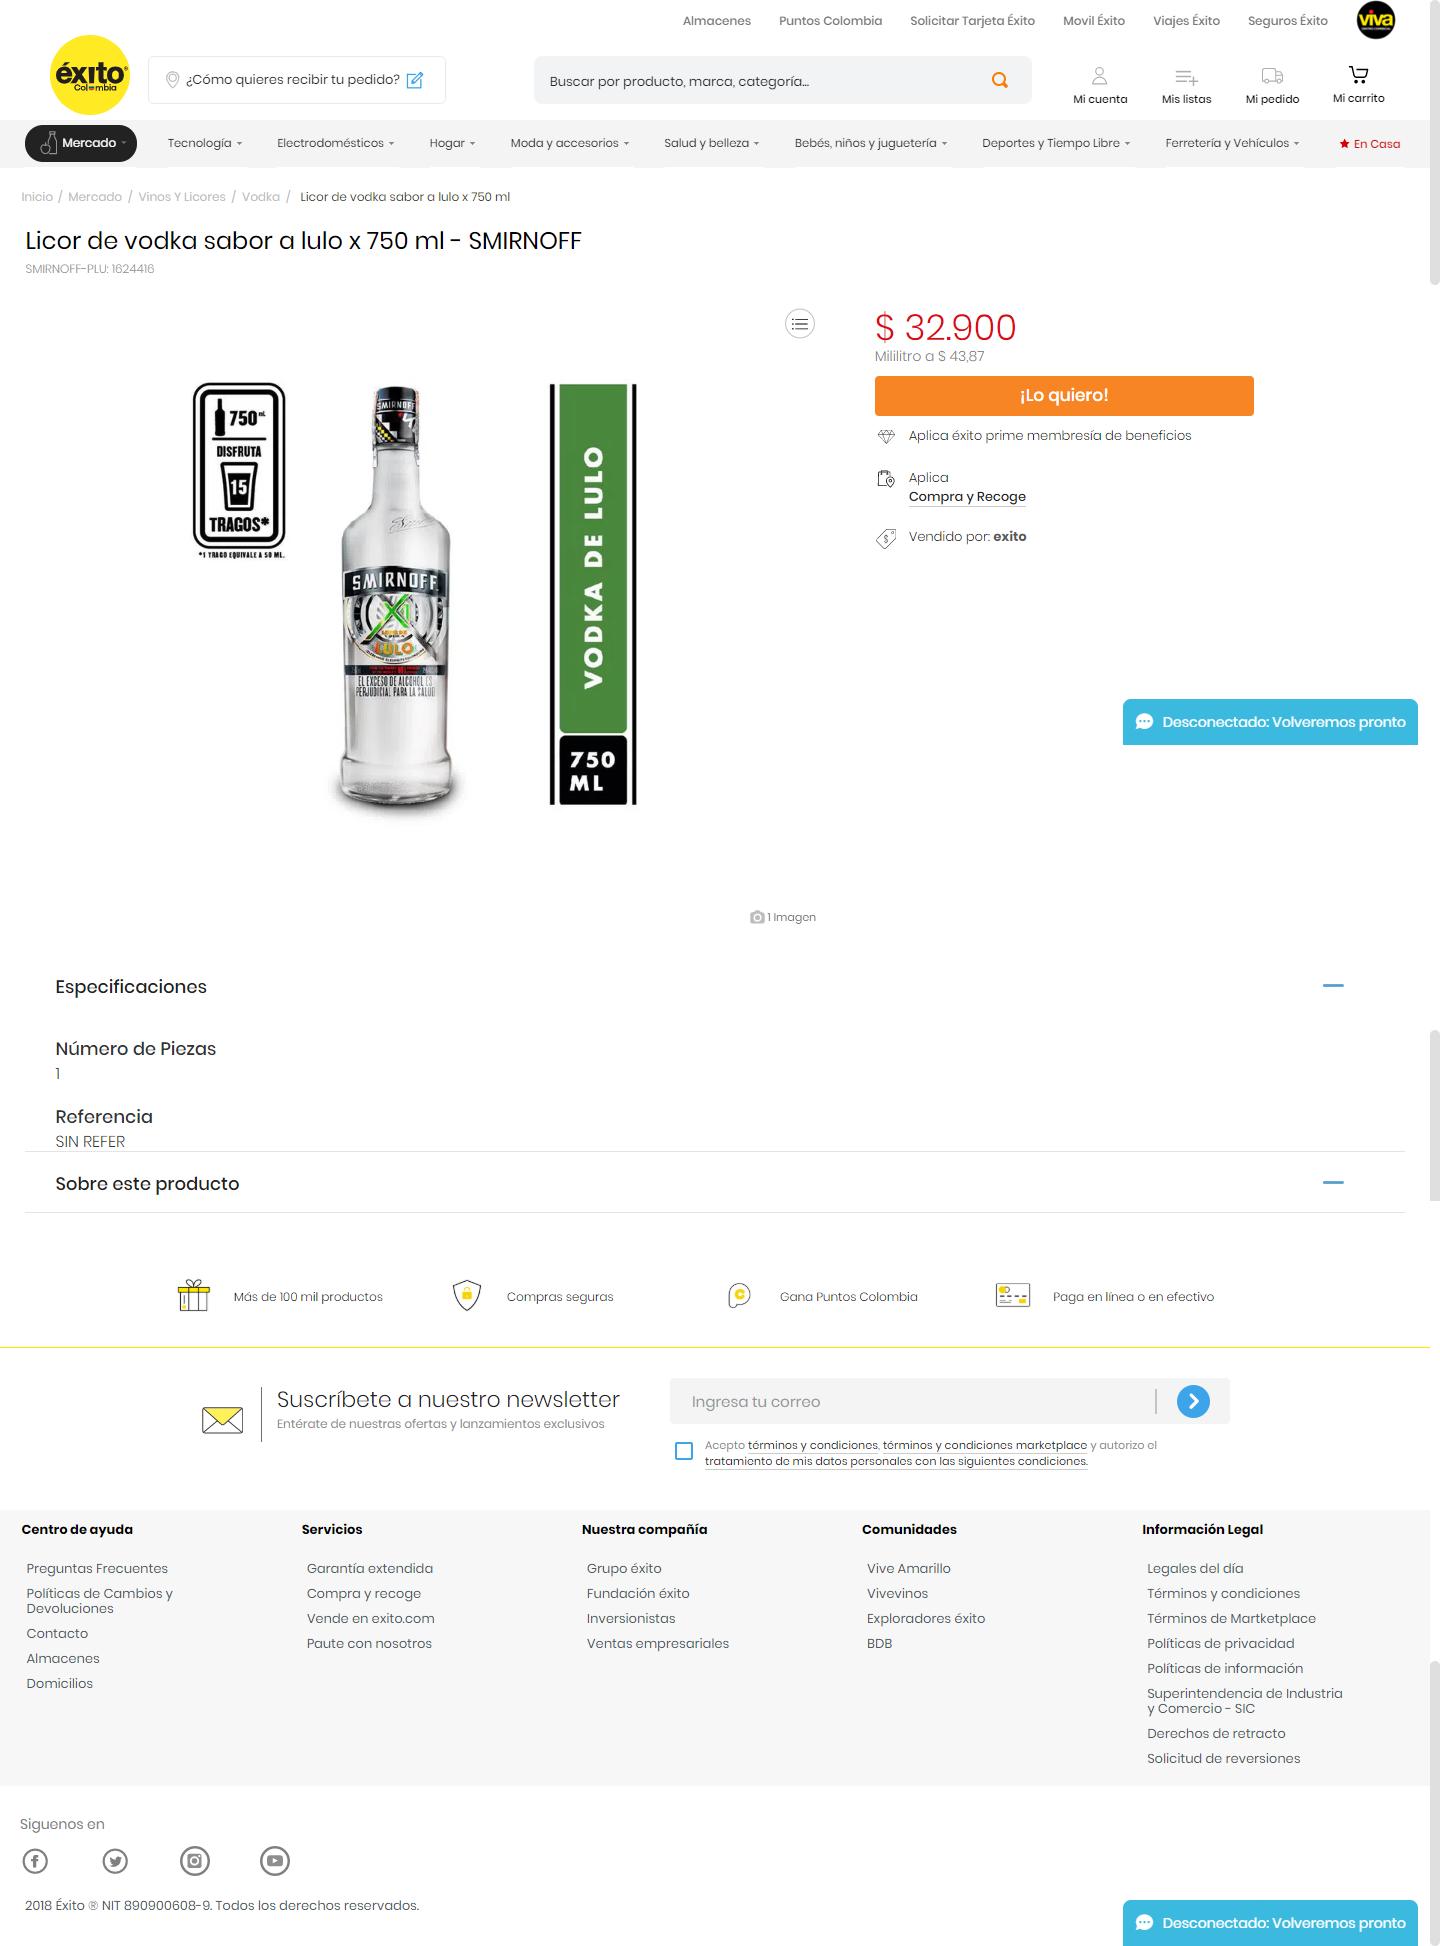 Almacenes Puntos Colombia Solicitar Tarjeta Éxito Movil Éxito Viajes Éxito Seguros Éxito viva
éxito
Colombia
¿Cómo quieres recibir tu pedido?
Buscar por producto, marca, categoría...
Mi cuenta Mis listas Mi pedido Mi carrito
Mercado Tecnología Electrodomésticos Hogar Moda y accesorios Salud y belleza Bebés, niños y juguetería Deportes y Tiempo Libre Ferretería y Vehículos En Casa
Inicio / Mercado / Vinos Y Licores / Vodka / Licor de vodka sabor a lulo x 750 ml
Licor de vodka sabor a lulo x 750 ml - SMIRNOFF
SMIRNOFF-PLU: 1624416
750 ML
DISFRUTA
15
TRAGOS*
*1 TRAGO EQUIVALE A 50 ML.
SMIRNOFF
SMIRNOFF
X1
LULO
EL EXCESO DE ALCOHOL ES
PERJUDICIAL PARA LA SALUD
VODKA DE LULO
750
ML
$ 32.900
Mililitro a $ 43,87
¡Lo quiero!
Aplica éxito prime membresía de beneficios
Aplica
Compra y Recoge
Vendido por: exito
Desconectado: Volveremos pronto
1 Imagen
Especificaciones
Número de Piezas
1
Referencia
SIN REFER
Sobre este producto
Más de 100 mil productos Compras seguras Gana Puntos Colombia Paga en línea o en efectivo
Suscríbete a nuestro newsletter
Entérate de nuestras ofertas y lanzamientos exclusivos
Ingresa tu correo
Acepto términos y condiciones, términos y condiciones marketplace y autorizo el
tratamiento de mis datos personales con las siguientes condiciones.
Centro de ayuda
Preguntas Frecuentes
Políticas de Cambios y
Devoluciones
Contacto
Almacenes
Domicilios
Servicios
Garantía extendida
Compra y recoge
Vende en exito.com
Paute con nosotros
Nuestra compañía
Grupo éxito
Fundación éxito
Inversionistas
Ventas empresariales
Comunidades
Vive Amarillo
Vivevinos
Exploradores éxito
BDB
Información Legal
Legales del día
Términos y condiciones
Términos de Martketplace
Políticas de privacidad
Políticas de información
Superintendencia de Industria
y Comercio - SIC
Derechos de retracto
Solicitud de reversiones
Siguenos en
2018 Éxito ® NIT 890900608-9. Todos los derechos reservados.
Desconectado: Volveremos pronto